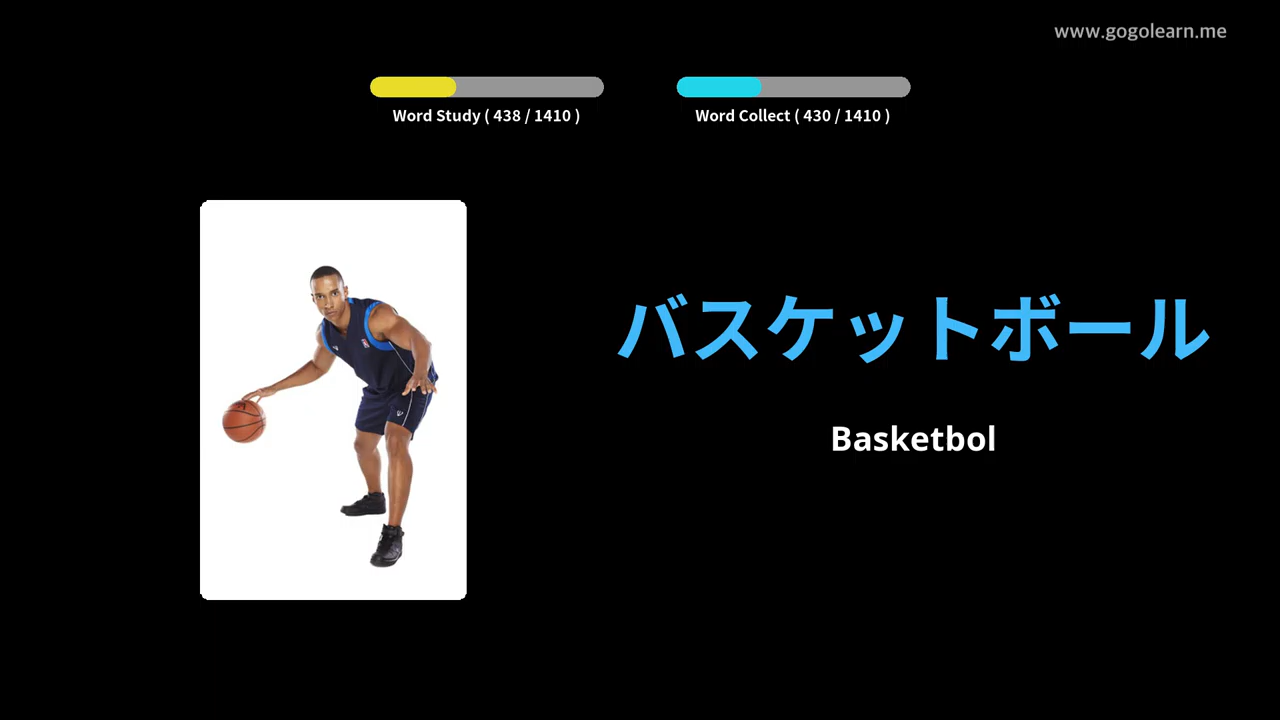 www.gogolearn.me
Word Study ( 438 / 1410 )
Word Collect ( 430 / 1410 )
バスケットボール
Basketbol